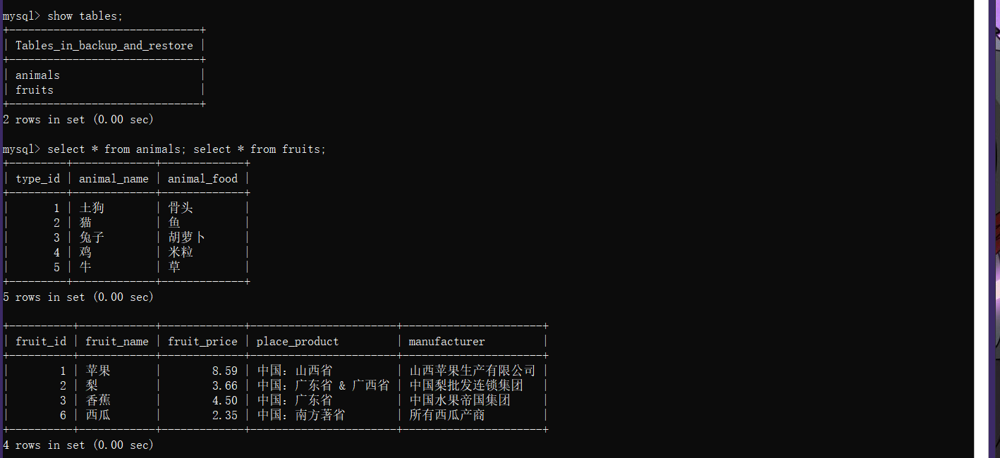 mysql> show tables;
+------------------------------+
| Tables_in_backup_and_restore |
+------------------------------+
| animals                      |
| fruits                       |
+------------------------------+
2 rows in set (0.00 sec)
mysql> select * from animals; select * from fruits;
+---------+-------------+-------------+
| type_id | animal_name | animal_food |
+---------+-------------+-------------+
|       1 | 土狗        | 骨头        |
|       2 | 猫          | 鱼          |
|       3 | 兔子        | 胡萝卜      |
|       4 | 鸡          | 米粒        |
|       5 | 牛          | 草          |
+---------+-------------+-------------+
5 rows in set (0.00 sec)
+----------+------------+-------------+-----------------------+----------------------+
| fruit_id | fruit_name | fruit_price | place_product         | manufacturer         |
+----------+------------+-------------+-----------------------+----------------------+
|        1 | 苹果       |        8.59 | 中国：山西省          | 山西苹果生产有限公司 |
|        2 | 梨         |        3.66 | 中国：广东省 & 广西省 | 中国梨批发连锁集团   |
|        3 | 香蕉       |        4.50 | 中国：广东省          | 中国水果帝国集团     |
|        6 | 西瓜       |        2.35 | 中国：南方著省        | 所有西瓜产商         |
+----------+------------+-------------+-----------------------+----------------------+
4 rows in set (0.00 sec)